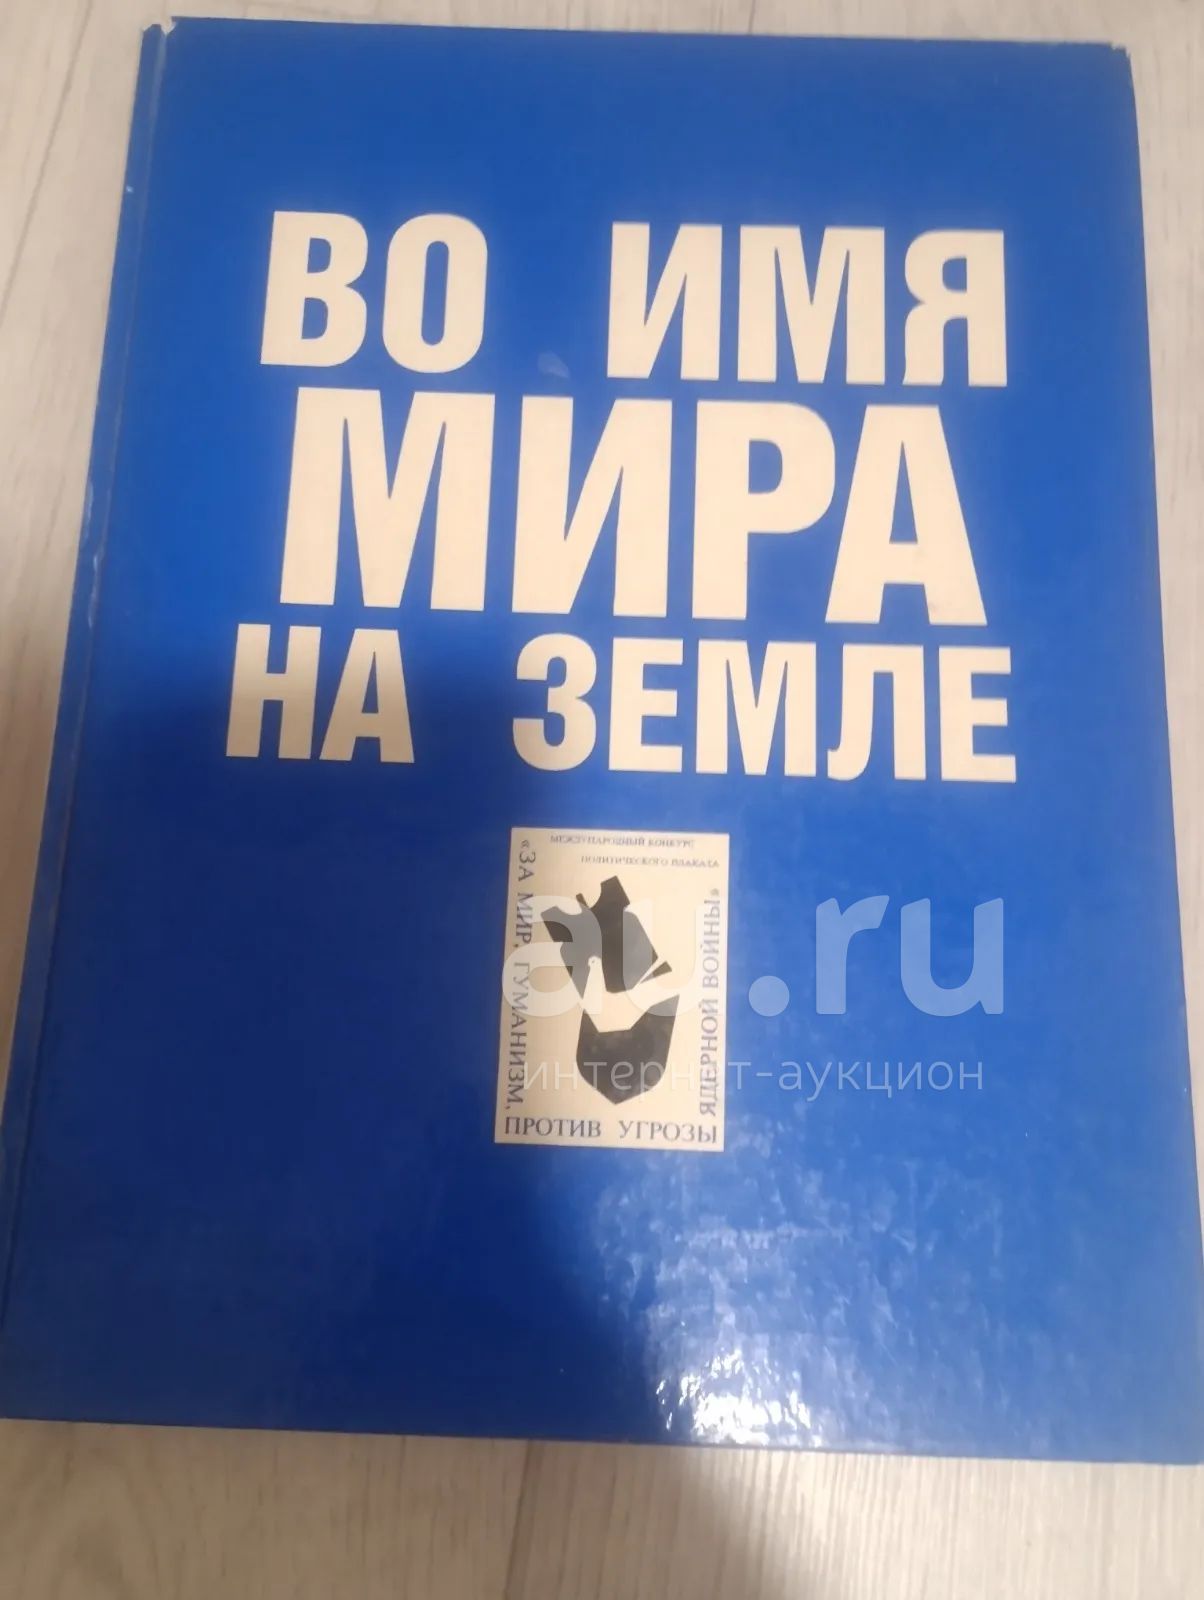 ВО ИМЯ
МИРА
НА ЗЕМЛЕ
МЕЖДУНАРОДНЫЙ КОНКУРС
ПОЛИТИЧЕСКОГО ПЛАКАТА
«ЗА МИР, ГУМАНИЗМ,
ПРОТИВ УГРОЗЫ
ЯДЕРНОЙ ВОЙНЫ»
au.ru
интернет-аукцион